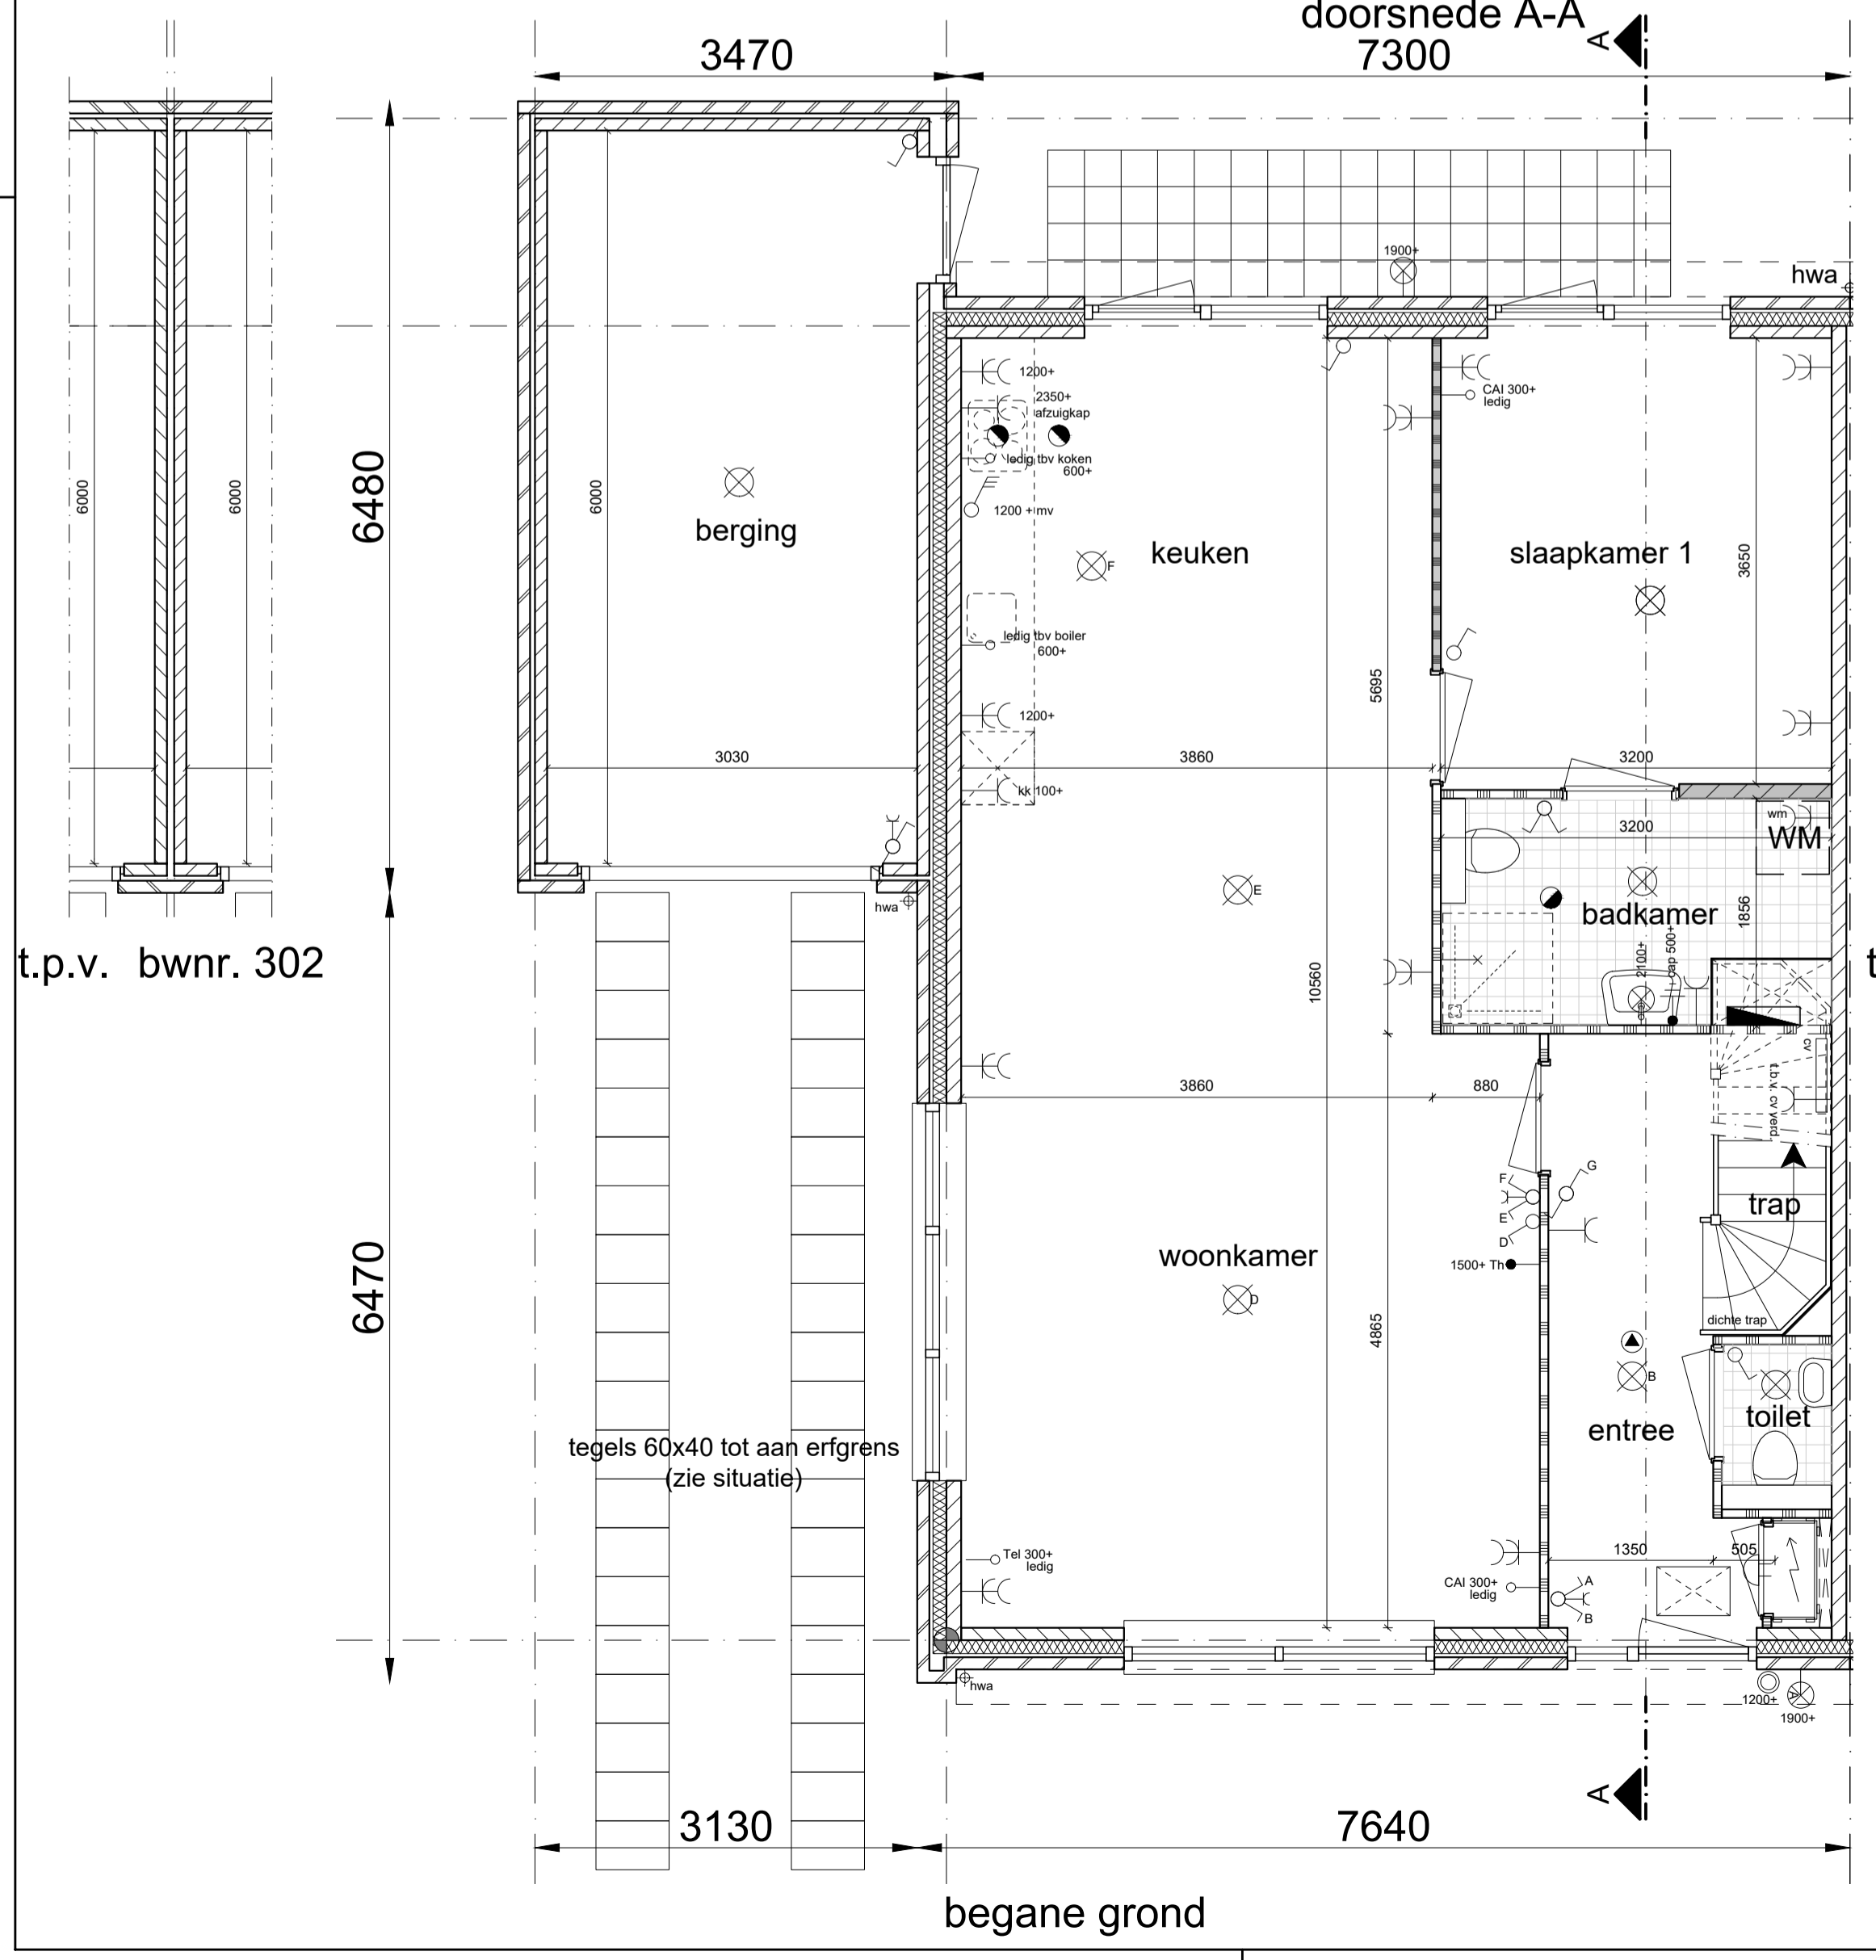 doorsnede A-A
A
3470
7300
1900+
hwa
1200+
CAI 300+
ledig
2350+
afzuigkap
ledig tbv koken
600+
6000
6000
6480
6000
1200 + mv
berging
keuken
slaapkamer 1
3650
F
ledig tbv boiler
600+
5695
1200+
3030
3860
3200
kk 100+
wm
3200
WM
E
hwa
badkamer
1856
t.p.v. bwnr. 302
2100+
cap 500+
10560
cv
t.b.v. cv verd.
3860
880
F
G
E
D
trap
woonkamer
1500+ Th
6470
D
dichte trap
4865
B
toilet
entree
tegels 60x40 tot aan erfgrens
(zie situatie)
Tel 300+
ledig
1350
505
CAI 300+
ledig
A
B
hwa
1200+
A
1900+
A
3130
7640
begane grond